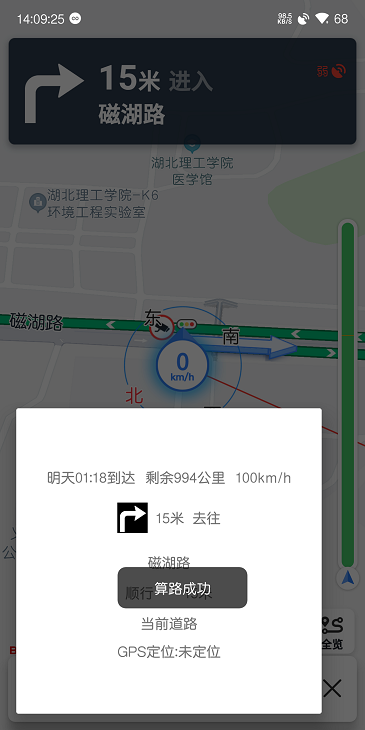 14:09:25
98.5 KB/S
68
15米 进入
磁湖路
弱
湖北理工学院
医学馆
湖北理工学院-K6
环境工程实验室
磁湖路
东
南
0
km/h
北
明天01:18到达 剩余994公里 100km/h
15米 去往
磁湖路
顺行
算路成功
当前道路
GPS定位:未定位
公
全览